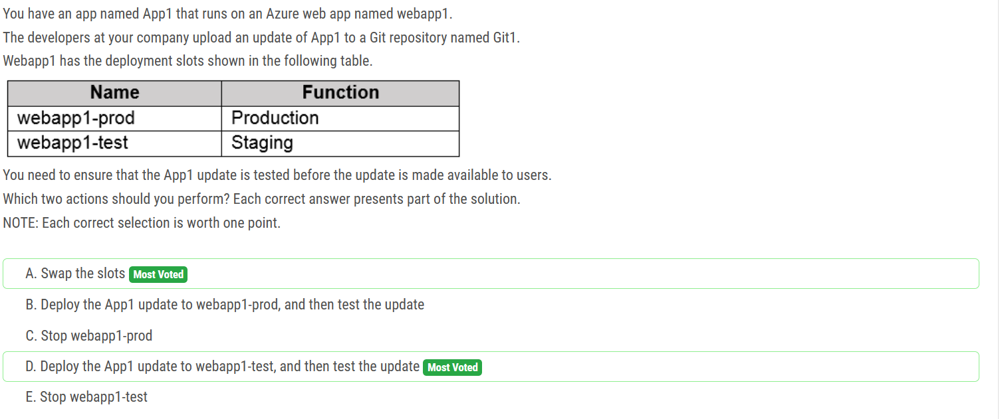 You have an app named App1 that runs on an Azure web app named webapp1.
The developers at your company upload an update of App1 to a Git repository named Git1.
Webapp1 has the deployment slots shown in the following table.
Name Function
webapp1-prod Production
webapp1-test Staging
You need to ensure that the App1 update is tested before the update is made available to users.
Which two actions should you perform? Each correct answer presents part of the solution.
NOTE: Each correct selection is worth one point.
A. Swap the slots Most Voted
B. Deploy the App1 update to webapp1-prod, and then test the update
C. Stop webapp1-prod
D. Deploy the App1 update to webapp1-test, and then test the update Most Voted
E. Stop webapp1-test